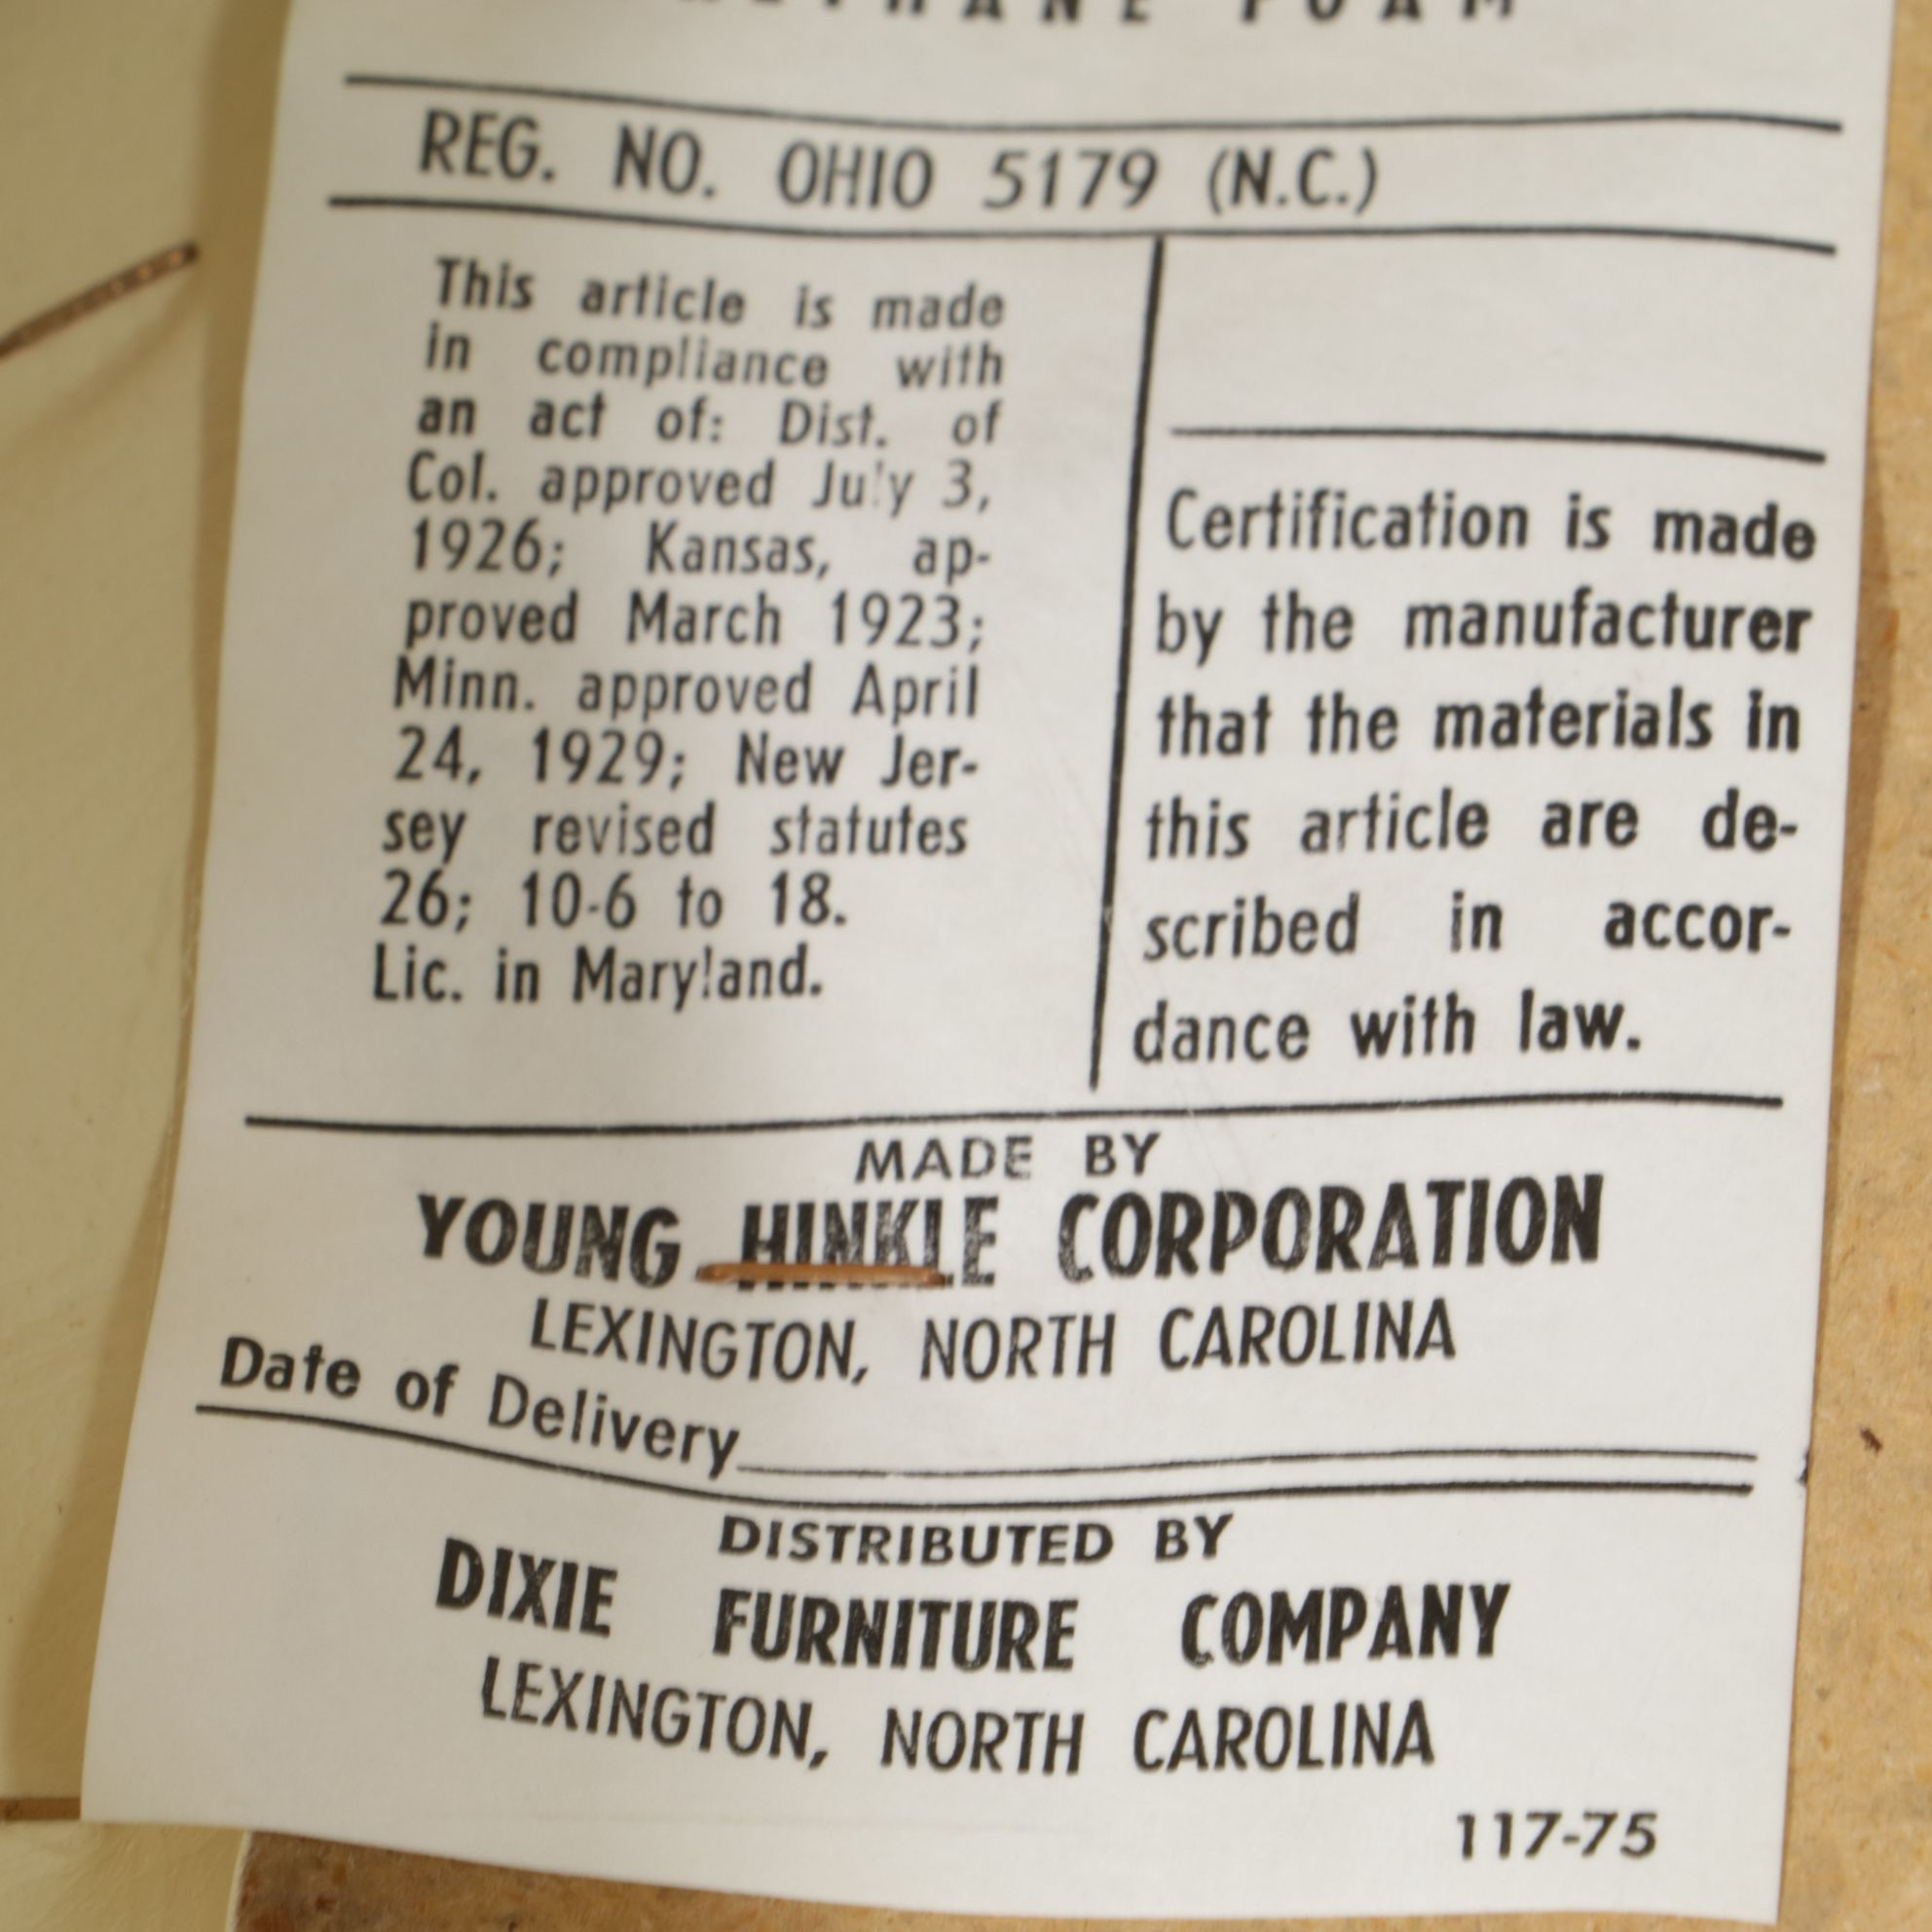 FOAM
REG. NO. OHIO 5179 (N.C.)
This article is made
in compliance with
an act of: Dist. of
Col. approved July 3,
1926; Kansas, ap-
proved March 1923;
Minn. approved April
24, 1929; New Jer-
sey revised statutes
26; 10-6 to 18.
Lic. in Maryland.
Certification is made
by the manufacturer
that the materials in
this article are de-
scribed in accor-
dance with law.
MADE BY
YOUNG HINKLE CORPORATION
LEXINGTON, NORTH CAROLINA
Date of Delivery
DISTRIBUTED BY
DIXIE FURNITURE COMPANY
LEXINGTON, NORTH CAROLINA
117-75